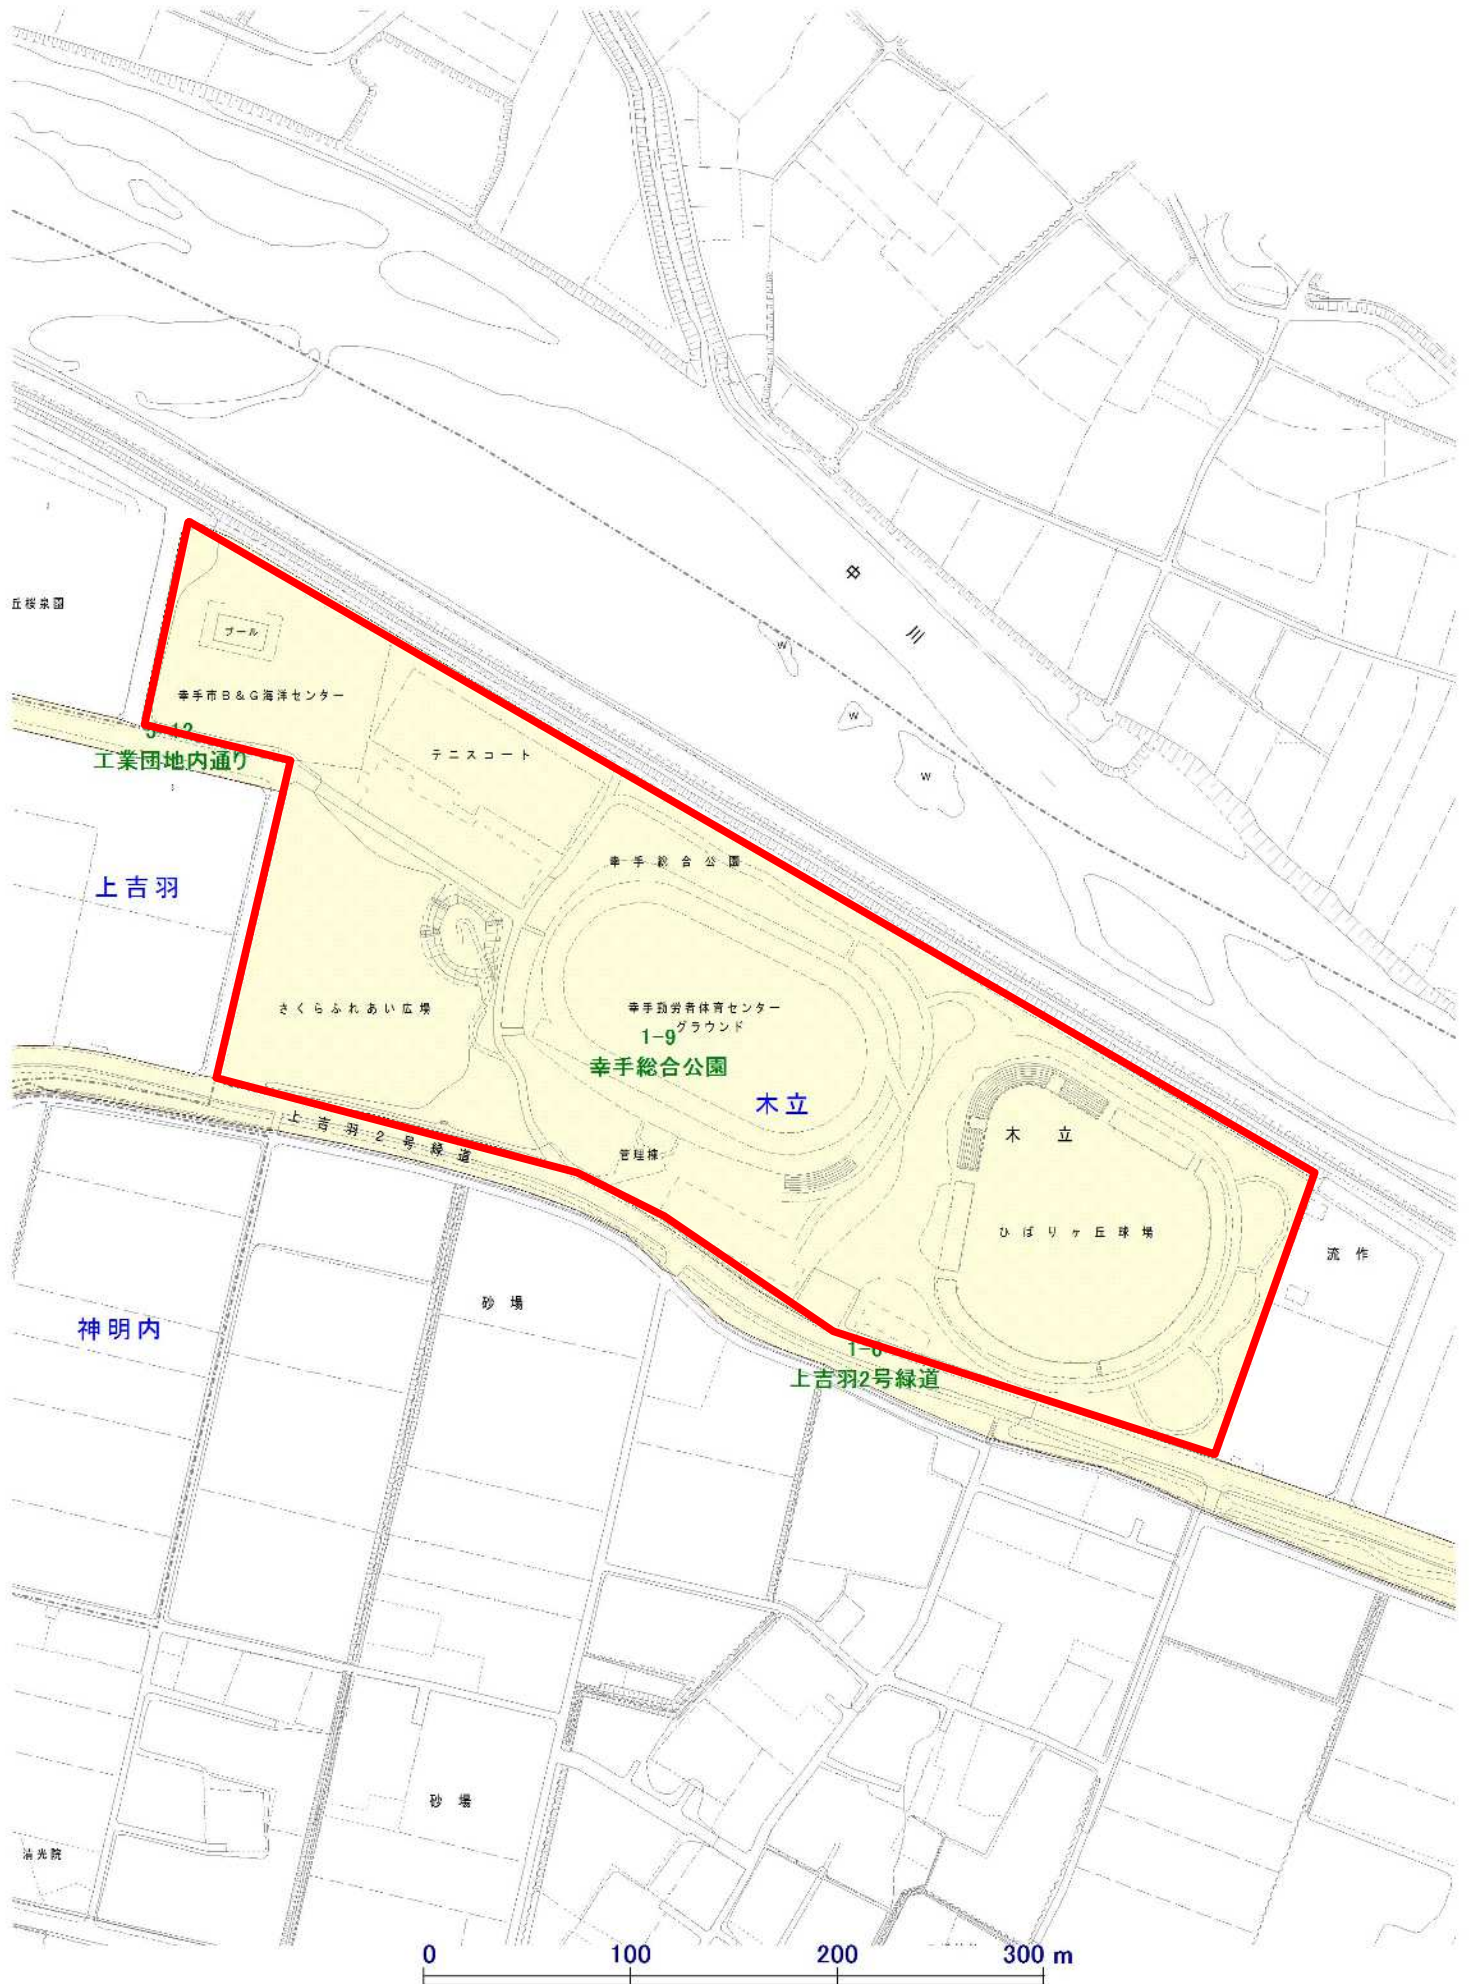 中
川
丘桜泉園
プール
W
幸手市B&G海洋センター
W
工業団地内通り
テニスコート
W
幸手総合公園
上吉羽
さくらふれあい広場
幸手勤労者体育センター
グラウンド
1-9
幸手総合公園
木立
上吉羽2号緑道
木立
管理棟
ひばりヶ丘球場
流作
砂場
神明内
上吉羽2号緑道
砂場
清光院
0 100 200 300 m